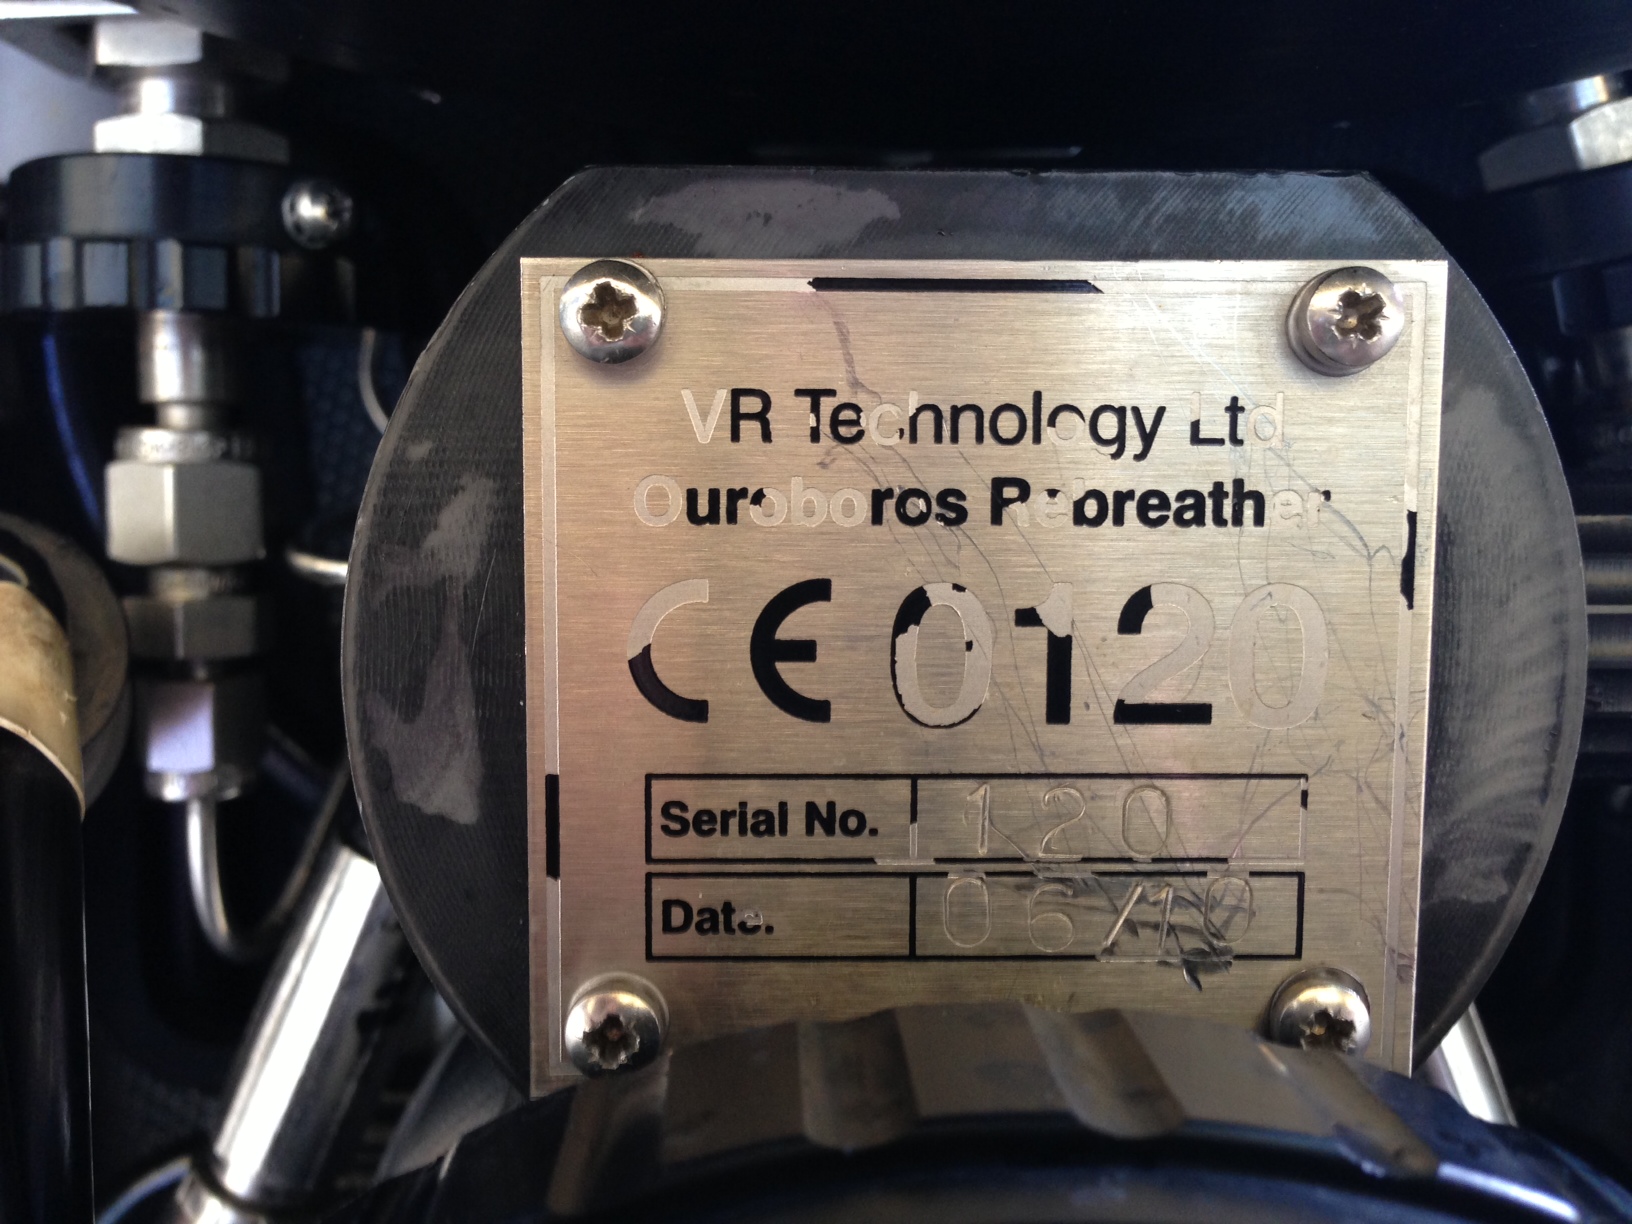 VR Technology Ltd
Ouroboros Rebreather
CE 0120
Serial No. 120
Date. 06/10